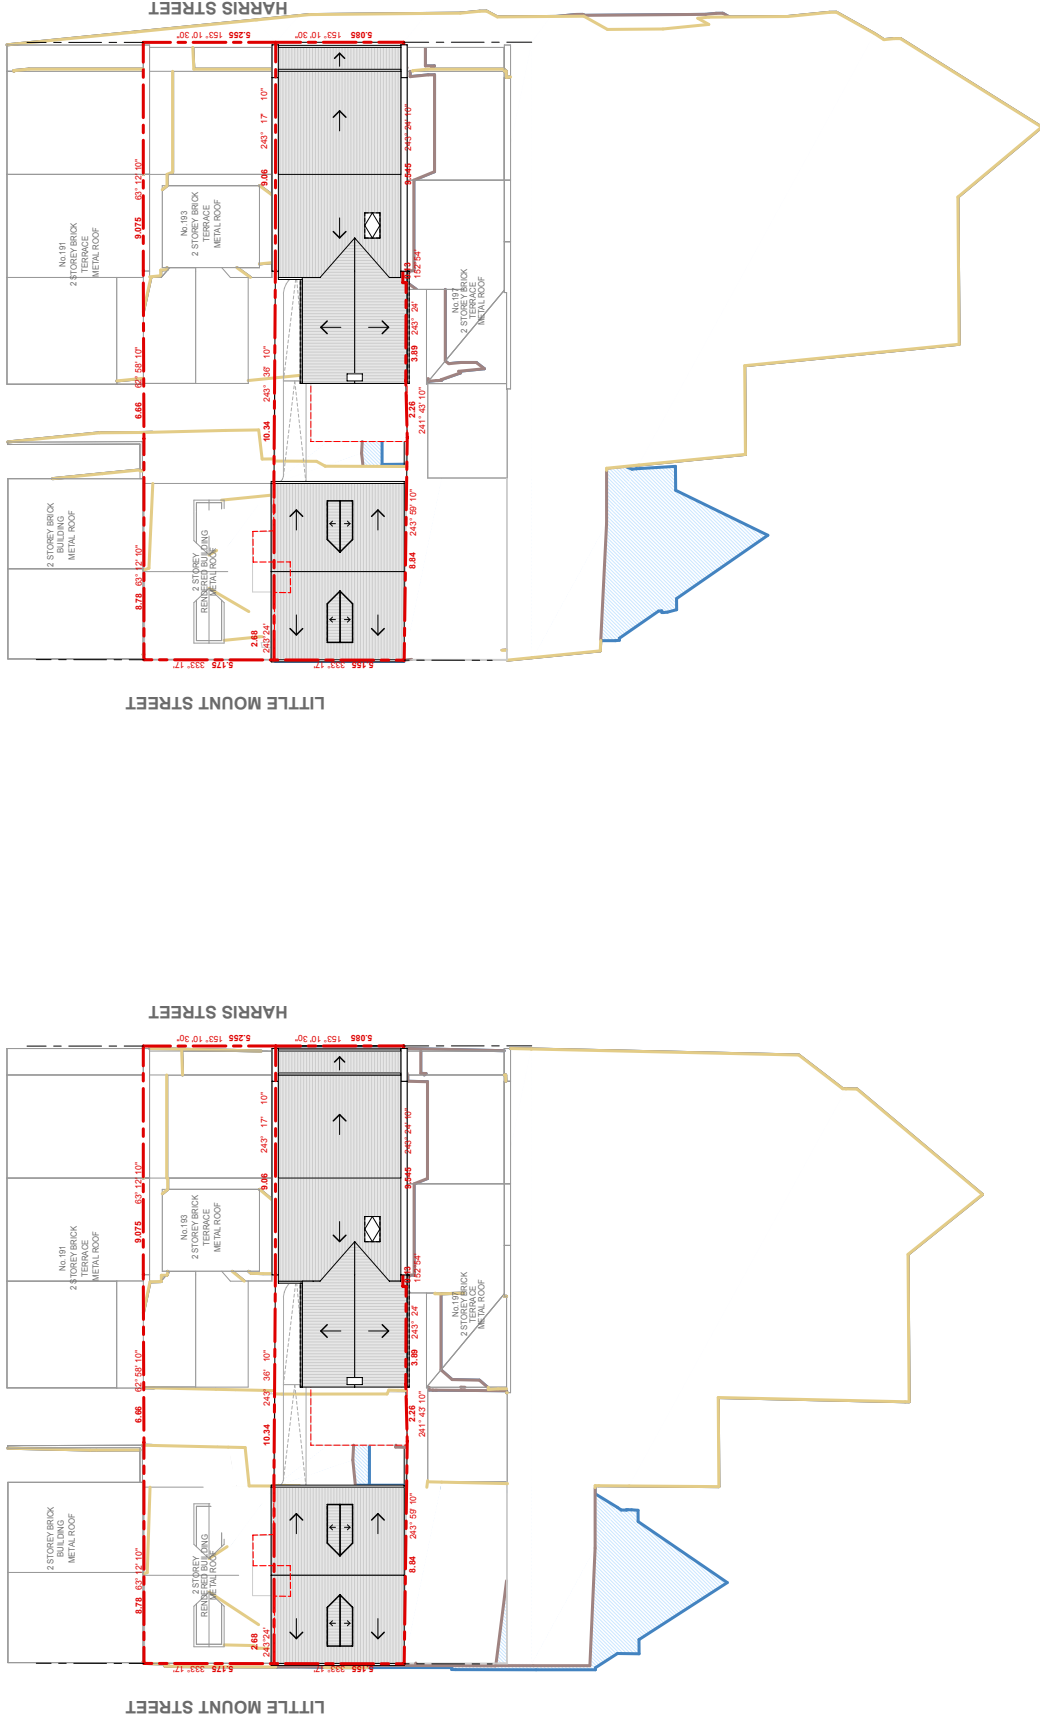 HARRIS STREET
5.255 153° 10' 30"
5.085 153° 10' 30"
No.191
2 STOREY BRICK
TERRACE
METAL ROOF
9.075 63° 12' 10"
No.193
2 STOREY BRICK
TERRACE
METAL ROOF
9.06 243° 17' 10"
9.545 243° 24' 10"
152°54'
No.197
2 STOREY BRICK
TERRACE
METAL ROOF
3.89 243° 24'
6.66 62° 58' 10"
10.34 243° 36' 10"
2.26
241° 43' 10"
2 STOREY BRICK
BUILDING
METAL ROOF
2 STOREY
RENDERED BUILDING
METAL ROOF
8.78 63° 12' 10"
2.68
243°24'
8.84 243° 59' 10"
5.175 333° 17'
5.155 333° 17'
LITTLE MOUNT STREET
HARRIS STREET
5.255 153° 10' 30"
5.085 153° 10' 30"
No.191
2 STOREY BRICK
TERRACE
METAL ROOF
9.075 63° 12' 10"
No.193
2 STOREY BRICK
TERRACE
METAL ROOF
9.06 243° 17' 10"
9.545 243° 24' 10"
152°54'
No.197
2 STOREY BRICK
TERRACE
METAL ROOF
3.89 243° 24'
6.66 62° 58' 10"
10.34 243° 36' 10"
2.26
241° 43' 10"
2 STOREY BRICK
BUILDING
METAL ROOF
2 STOREY
RENDERED BUILDING
METAL ROOF
8.78 63° 12' 10"
2.68
243°24'
8.84 243° 59' 10"
5.175 333° 17'
5.155 333° 17'
LITTLE MOUNT STREET